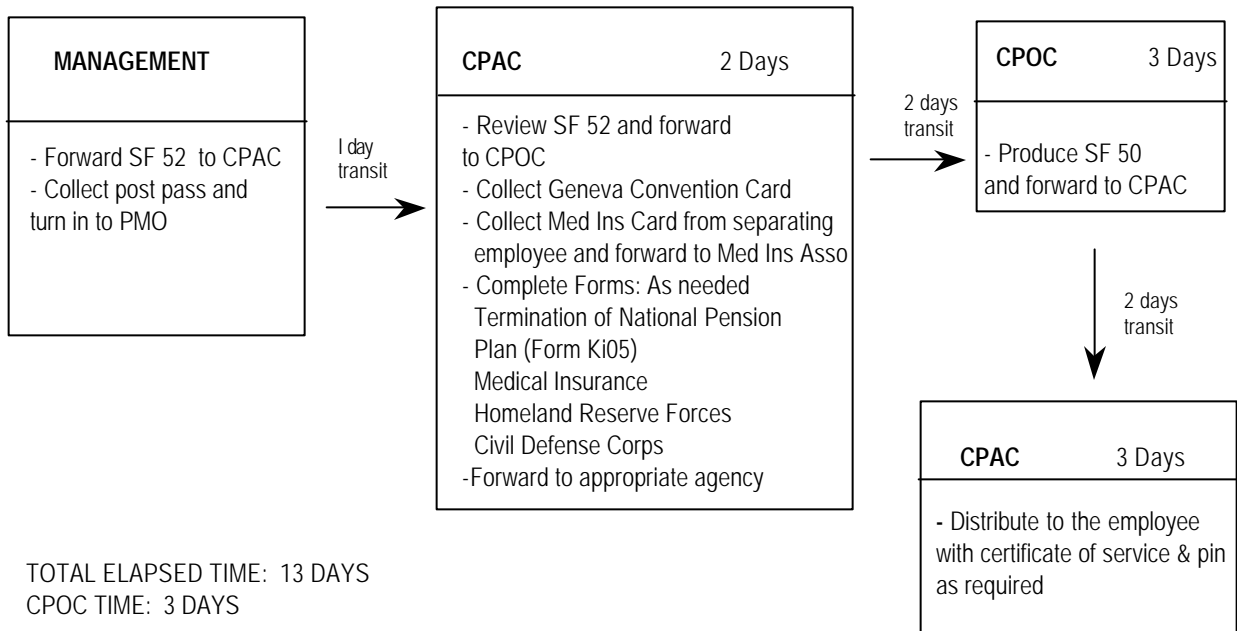 MANAGEMENT
- Forward SF 52 to CPAC
- Collect post pass and
turn in to PMO
I day
transit
CPAC 2 Days
- Review SF 52 and forward
to CPOC
- Collect Geneva Convention Card
- Collect Med Ins Card from separating
employee and forward to Med Ins Asso
- Complete Forms: As needed
Termination of National Pension
Plan (Form Ki05)
Medical Insurance
Homeland Reserve Forces
Civil Defense Corps
-Forward to appropriate agency
2 days
transit
CPOC 3 Days
- Produce SF 50
and forward to CPAC
2 days
transit
CPAC 3 Days
- Distribute to the employee
with certificate of service & pin
as required
TOTAL ELAPSED TIME: 13 DAYS
CPOC TIME: 3 DAYS